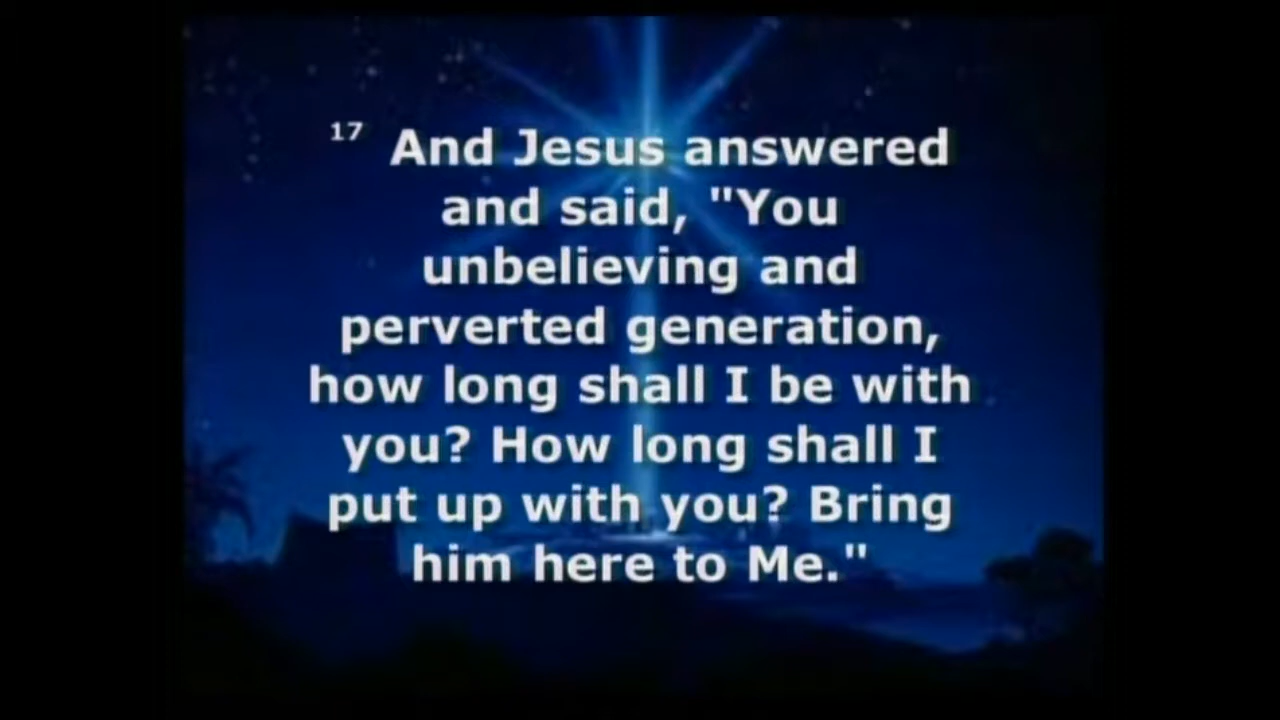 17 And Jesus answered
and said, "You
unbelieving and
perverted generation,
how long shall I be with
you? How long shall I
put up with you? Bring
him here to Me."